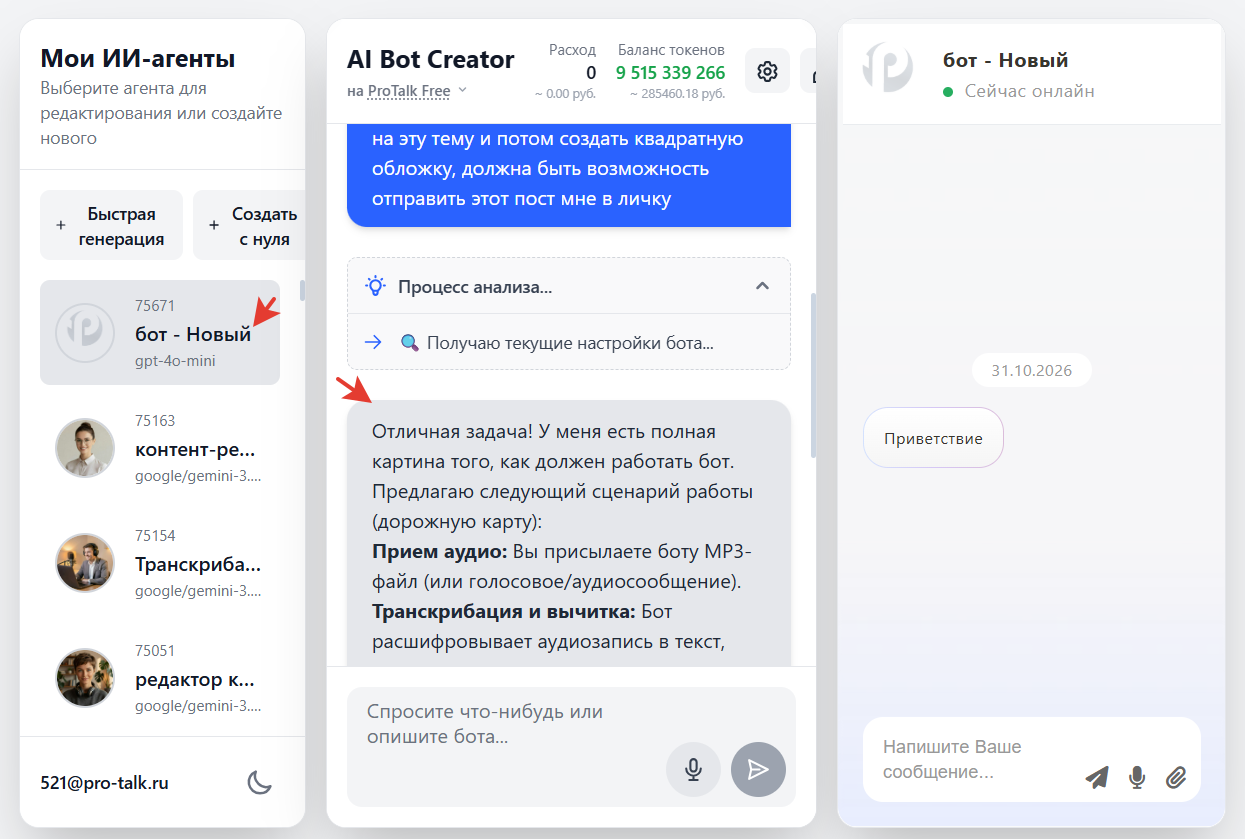 Мои ИИ-агенты
Выберите агента для
редактирования или создайте
нового
+ Быстрая
генерация
+ Создать
с нуля
75671
бот - Новый
gpt-4o-mini
75163
контент-ре...
google/gemini-3....
75154
Транскриба...
google/gemini-3....
75051
редактор к...
google/gemini-3....
521@pro-talk.ru
AI Bot Creator
на ProTalk Free
Расход
0
~ 0.00 руб.
Баланс токенов
9 515 339 266
~ 285460.18 руб.
на эту тему и потом создать квадратную
обложку, должна быть возможность
отправить этот пост мне в личку
Процесс анализа...
Получаю текущие настройки бота...
Отличная задача! У меня есть полная
картина того, как должен работать бот.
Предлагаю следующий сценарий работы
(дорожную карту):
Прием аудио: Вы присылаете боту MP3-
файл (или голосовое/аудиосообщение).
Транскрибация и вычитка: Бот
расшифровывает аудиозапись в текст,
Спросите что-нибудь или
опишите бота...
бот - Новый
Сейчас онлайн
31.10.2026
Приветствие
Напишите Ваше
сообщение...